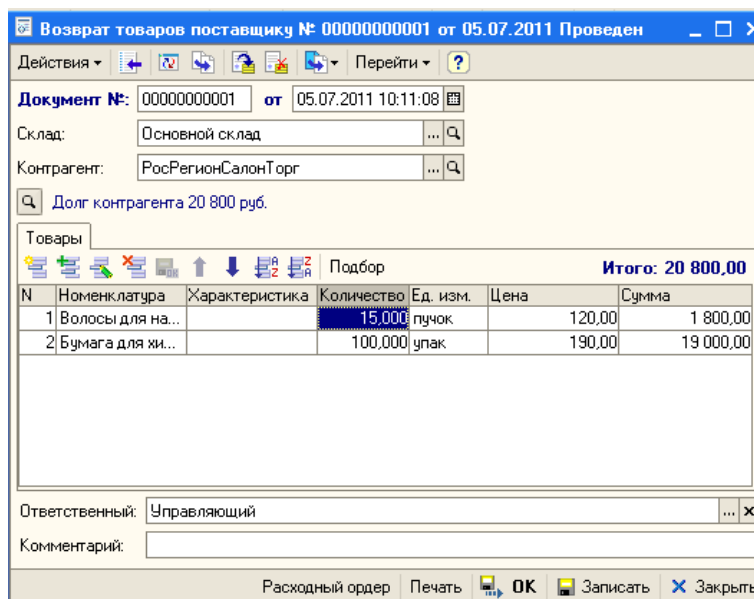 Возврат товаров поставщику № 00000000001 от 05.07.2011 Проведен
Действия Перейти ?
Документ №: 00000000001 от 05.07.2011 10:11:08
Склад: Основной склад ...
Контрагент: РосРегионСалонТорг ...
Долг контрагента 20 800 руб.
Товары
Подбор Итого: 20 800,00
N Номенклатура Характеристика Количество Ед. изм. Цена Сумма
1 Волосы для на... 15,000 пучок 120,00 1 800,00
2 Бумага для хи... 100,000 упак 190,00 19 000,00
Ответственный: Управляющий ... x
Комментарий:
Расходный ордер Печать OK Записать Закрыть